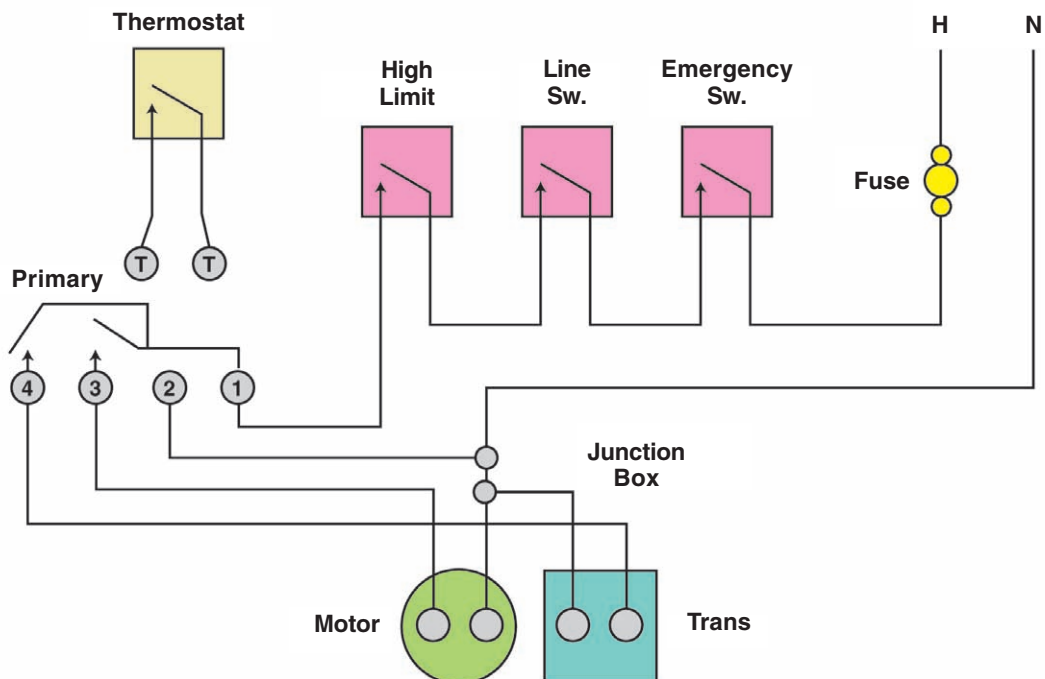 Thermostat
High
Limit
Line
Sw.
Emergency
Sw.
H
N
Fuse
T
T
Primary
4
3
2
1
Junction
Box
Motor
Trans